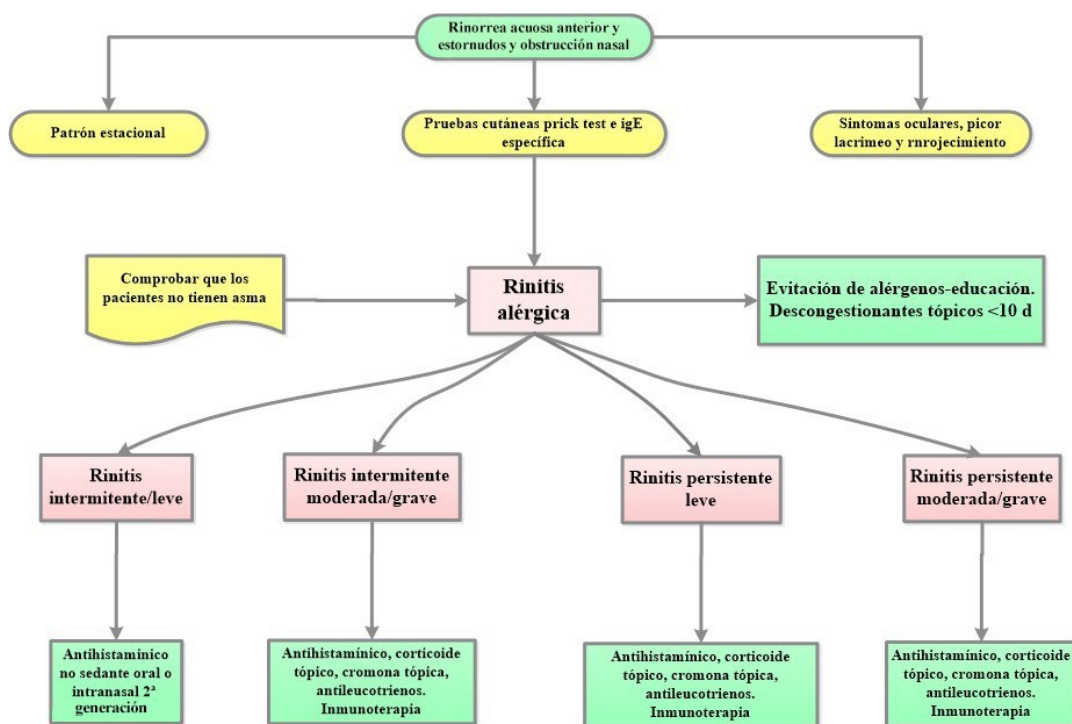 Rinorrea acuosa anterior y
estornudos y obstrucción nasal
Patrón estacional
Pruebas cutáneas prick test e igE
específica
Sintomas oculares, picor
lacrimeo y rnrojecimiento
Comprobar que los
pacientes no tienen asma
Rinitis
alérgica
Evitación de alérgenos-educación.
Descongestionantes tópicos <10 d
Rinitis
intermitente/leve
Rinitis intermitente
moderada/grave
Rinitis persistente
leve
Rinitis persistente
moderada/grave
Antihistamínico
no sedante oral o
intranasal 2ª
generación
Antihistamínico, corticoide
tópico, cromona tópica,
antileucotrienos.
Inmunoterapia
Antihistamínico, corticoide
tópico, cromona tópica,
antileucotrienos.
Inmunoterapia
Antihistamínico, corticoide
tópico, cromona tópica,
antileucotrienos.
Inmunoterapia